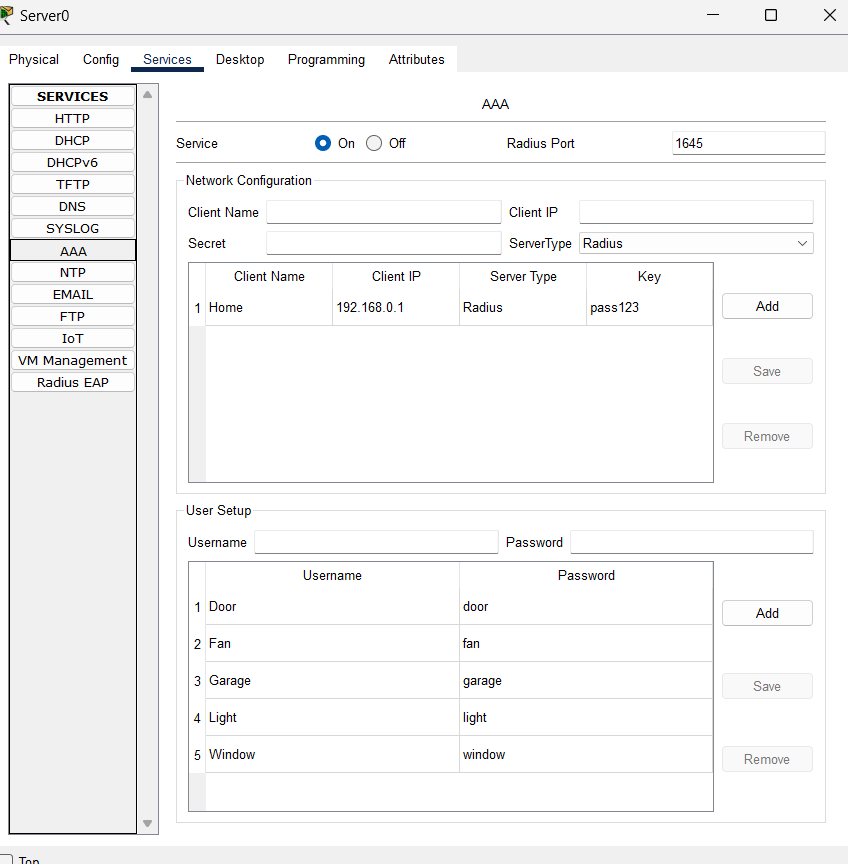 Server0
Physical Config Services Desktop Programming Attributes
SERVICES
HTTP
DHCP
DHCPv6
TFTP
DNS
SYSLOG
AAA
NTP
EMAIL
FTP
IoT
VM Management
Radius EAP
AAA
Service On Off Radius Port 1645
Network Configuration
Client Name Client IP
Secret ServerType Radius
Client Name Client IP Server Type Key
1 Home 192.168.0.1 Radius pass123
Add
Save
Remove
User Setup
Username Password
Username Password
1 Door door
2 Fan fan
3 Garage garage
4 Light light
5 Window window
Add
Save
Remove
Top